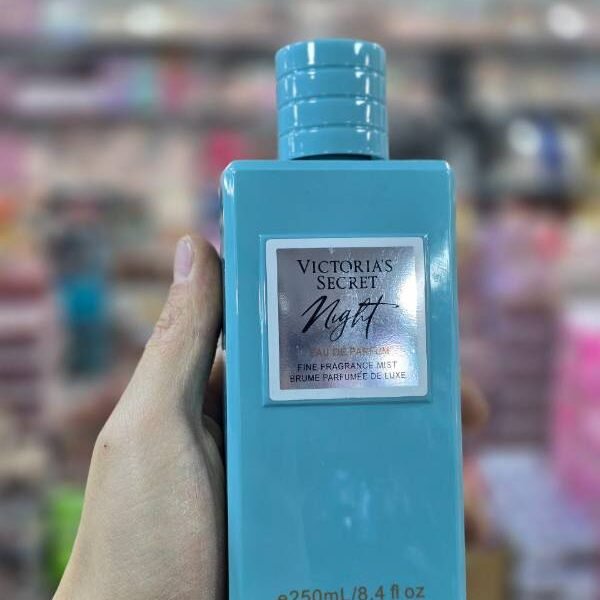 VICTORIA'S
SECRET
Night
EAU DE PARFUM
FINE FRAGRANCE MIST
BRUME PARFUMÉE DE LUXE
e250mL/8.4 fl oz